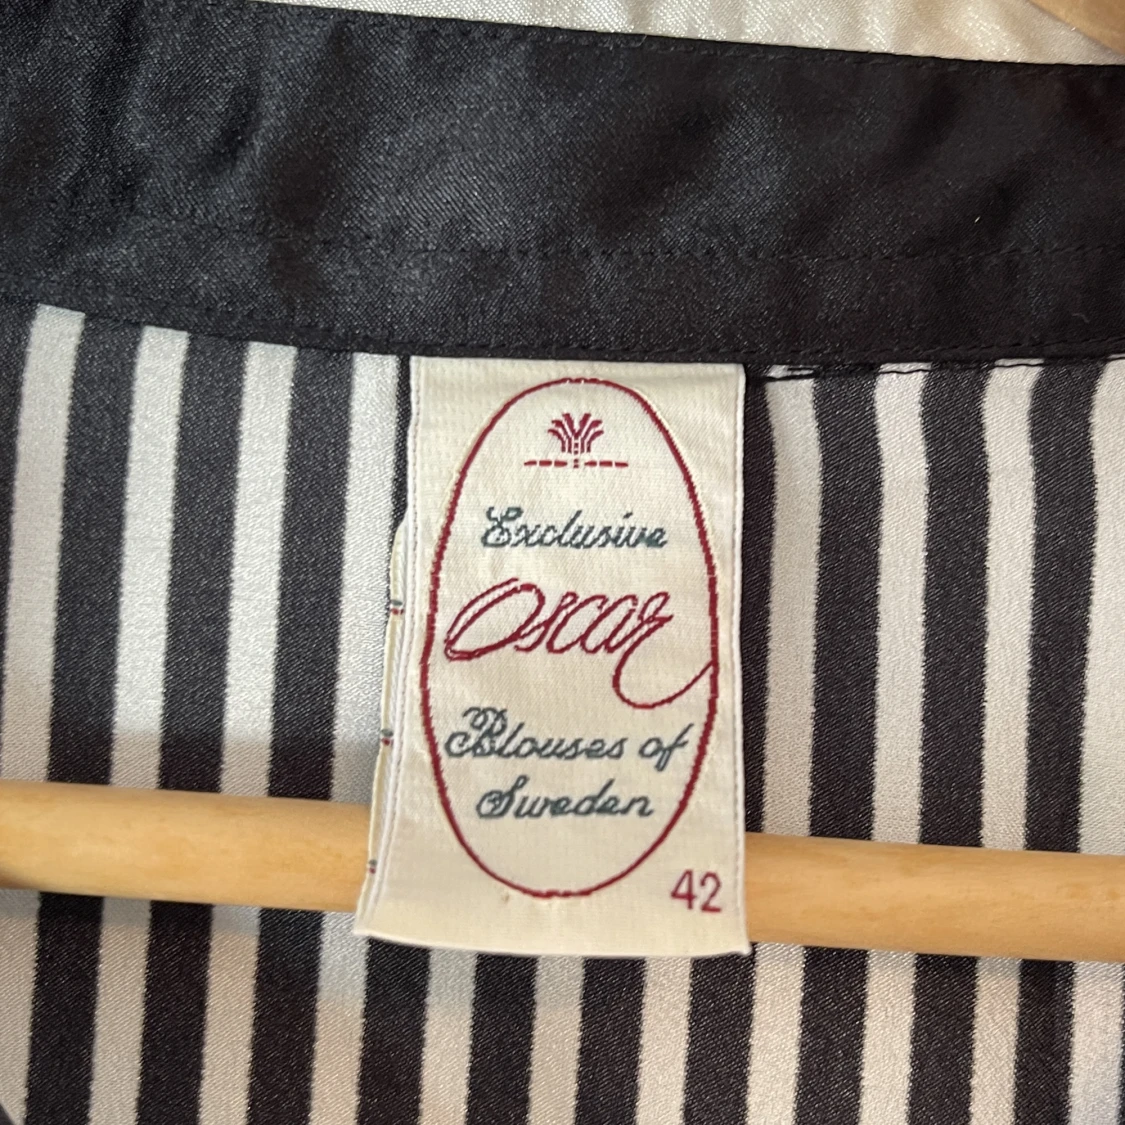 Exclusive
Oscar
Blouses of
Sweden
42